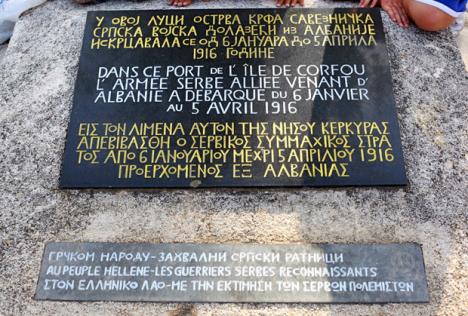 У ОВОЈ ЛУЦИ ОСТРВА КРФА САВЕЗНИЧКА
СРПСКА ВОЈСКА ДОЛАЗЕЋИ ИЗ АЛБАНИЈЕ
ИСКРЦАВАЛА СЕ ОД 6 ЈАНУАРА ДО 5 АПРИЛА
1916 ГОДИНЕ
DANS CE PORT DE L'ÎLE DE CORFOU
L'ARMEE SERBE ALLIEE VENANT D'
ALBANIE A DEBARQUE DU 6 JANVIER
AU 5 AVRIL 1916
ΕΙΣ ΤΟΝ ΛΙΜΕΝΑ ΑΥΤΟΝ ΤΗΣ ΝΗΣΟΥ ΚΕΡΚΥΡΑΣ
ΑΠΕΒΙΒΑΣΘΗ Ο ΣΕΡΒΙΚΟΣ ΣΥΜΜΑΧΙΚΟΣ ΣΤΡΑ
ΤΟΣ ΑΠΟ 6 ΙΑΝΟΥΑΡΙΟΥ ΜΕΧΡΙ 5 ΑΠΡΙΛΙΟΥ 1916
ΠΡΟΕΡΧΟΜΕΝΟΣ ΕΞ ΑΛΒΑΝΙΑΣ
ГРЧКОМ НАРОДУ-ЗАХВАЛНИ СРПСКИ РАТНИЦИ
AU PEUPLE HELLENE-LES GUERRIERS SERBES RECONNAISSANTS
ΣΤΟΝ ΕΛΛΗΝΙΚΟ ΛΑΟ-ΜΕ ΤΗΝ ΕΚΤΙΜΗΣΗ ΤΩΝ ΣΕΡΒΩΝ ΠΟΛΕΜΙΣΤΩΝ